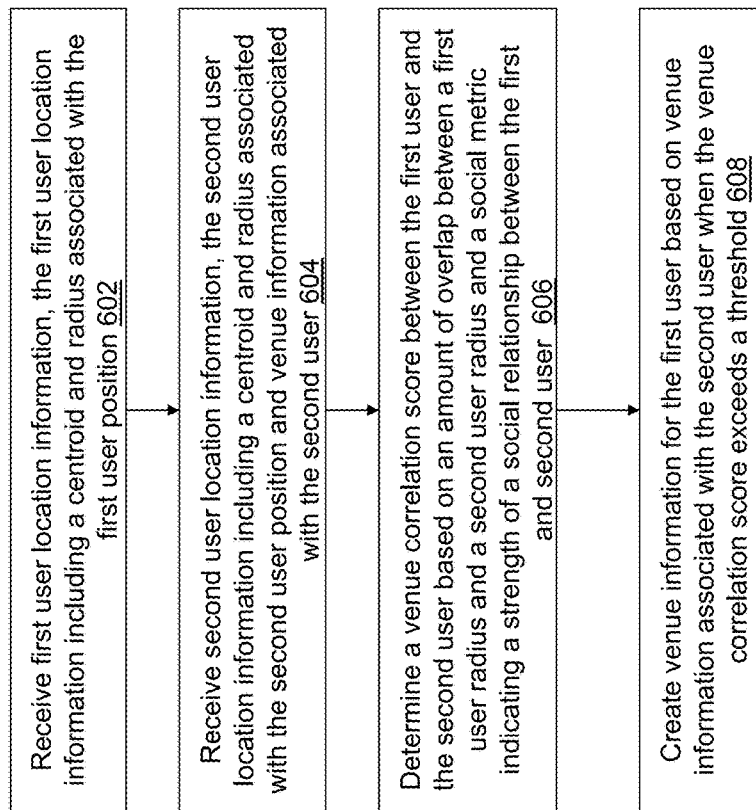 Receive first user location information, the first user location
information including a centroid and radius associated with the
first user position 602
Receive second user location information, the second user
location information including a centroid and radius associated
with the second user position and venue information associated
with the second user 604
Determine a venue correlation score between the first user and
the second user based on an amount of overlap between a first
user radius and a second user radius and a social metric
indicating a strength of a social relationship between the first
and second user 606
Create venue information for the first user based on venue
information associated with the second user when the venue
correlation score exceeds a threshold 608